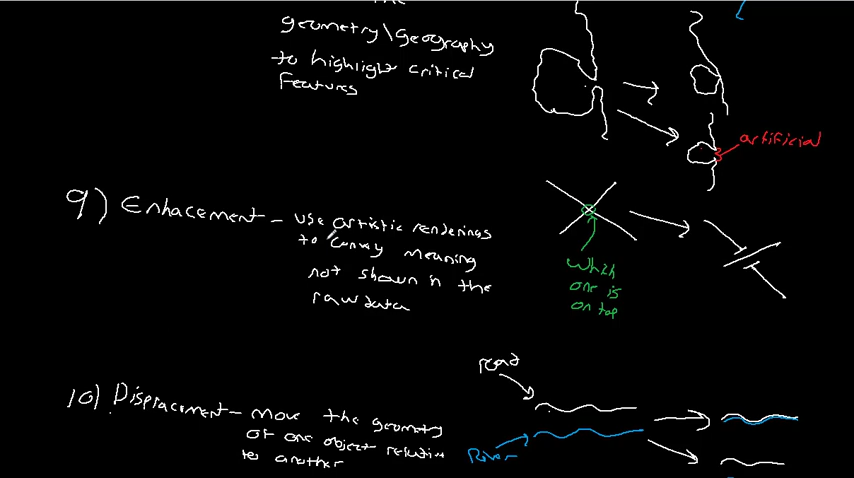 geometry\Geography
to highlight critical
Features
artificial
9) Enhacement - use artistic renderings
to convay meaning
not shown in the
raw data
which
one is
on top
road
10) Displacement - move the geometry
of one object relative
to another
River